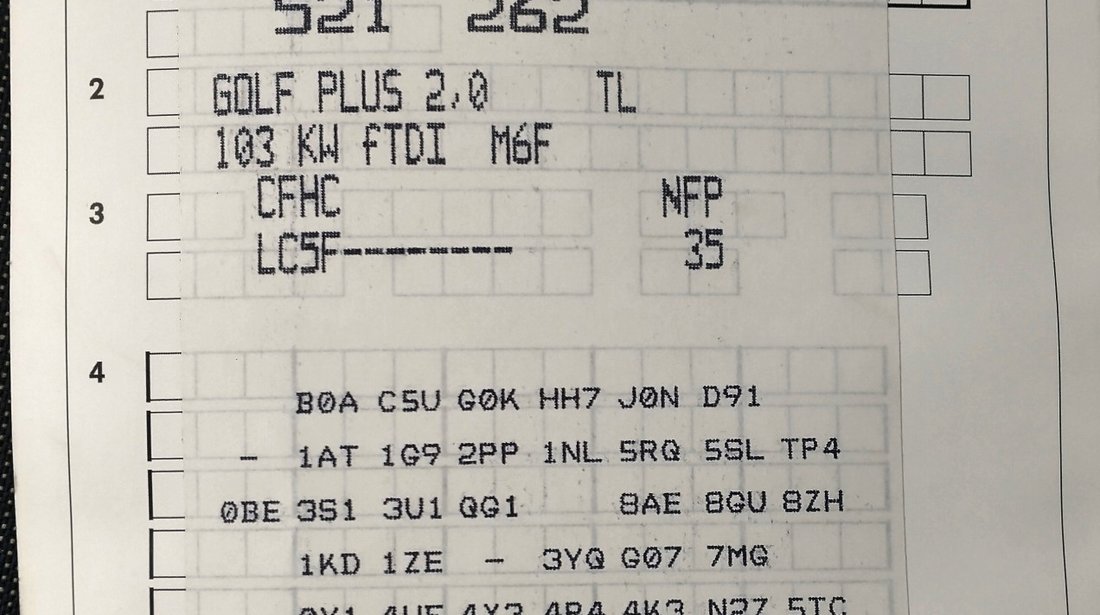 521 262
2 GOLF PLUS 2,0 TL
103 KW fTDI M6F
3 CFHC NFP
LC5F---------- 35
4
B0A C5U G0K HH7 J0N D91
- 1AT 1G9 2PP 1NL 5RQ 5SL TP4
0BE 3S1 3U1 QG1 8AE 8GU 8ZH
1KD 1ZE - 3YQ G07 7MG